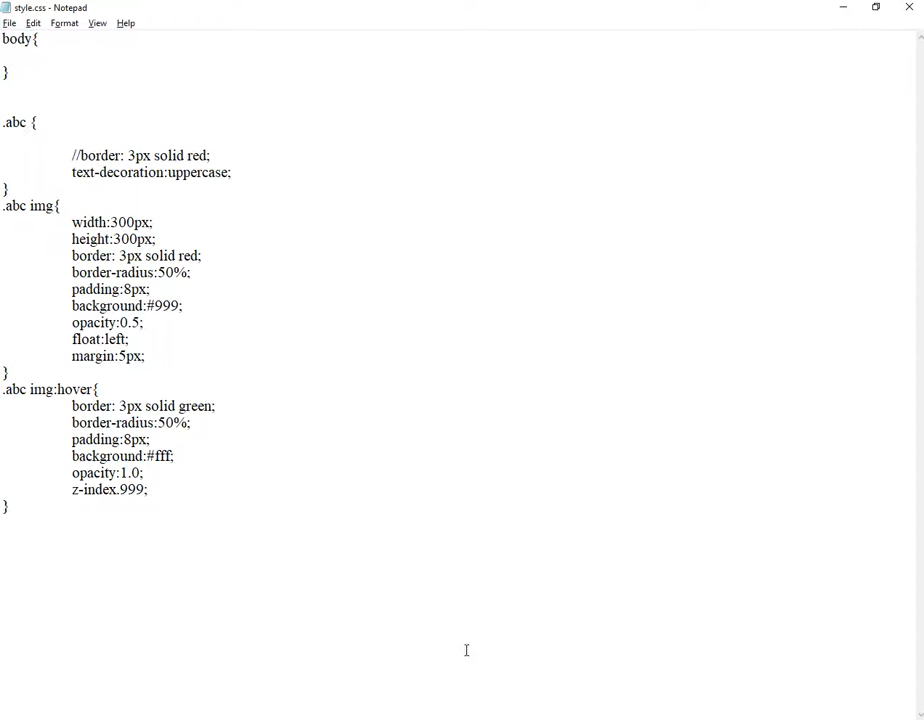 style.css - Notepad
File Edit Format View Help
body{
}
.abc {
//border: 3px solid red;
text-decoration:uppercase;
}
.abc img{
width:300px;
height:300px;
border: 3px solid red;
border-radius:50%;
padding:8px;
background:#999;
opacity:0.5;
float:left;
margin:5px;
}
.abc img:hover{
border: 3px solid green;
border-radius:50%;
padding:8px;
background:#fff;
opacity:1.0;
z-index.999;
}